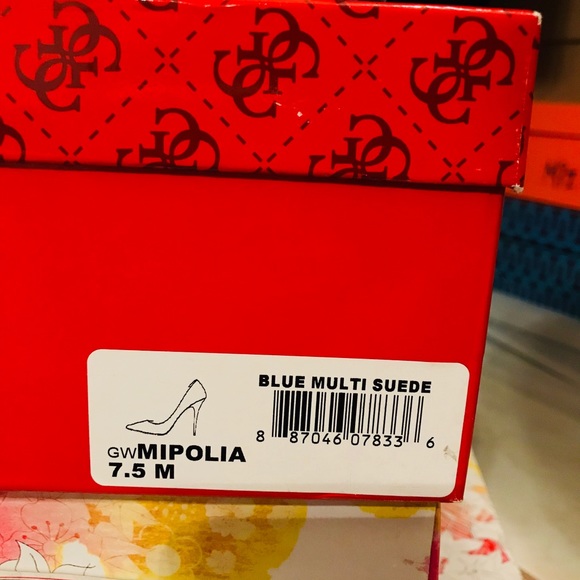 BLUE MULTI SUEDE
8 87046 07833 6
GWMIPOLIA
7.5 M